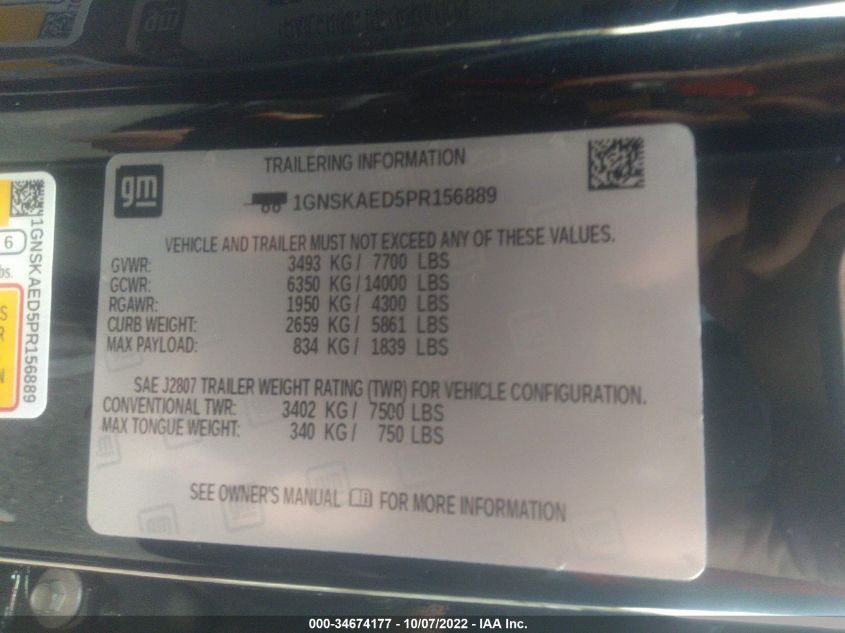 gm
TRAILERING INFORMATION
1GNSKAED5PR156889
VEHICLE AND TRAILER MUST NOT EXCEED ANY OF THESE VALUES.
GVWR: 3493 KG / 7700 LBS
GCWR: 6350 KG / 14000 LBS
RGAWR: 1950 KG / 4300 LBS
CURB WEIGHT: 2659 KG / 5861 LBS
MAX PAYLOAD: 834 KG / 1839 LBS
SAE J2807 TRAILER WEIGHT RATING (TWR) FOR VEHICLE CONFIGURATION.
CONVENTIONAL TWR: 3402 KG / 7500 LBS
MAX TONGUE WEIGHT: 340 KG / 750 LBS
SEE OWNER'S MANUAL FOR MORE INFORMATION
1GNSKAED5PR156889
6
lbs.
000-34674177 - 10/07/2022 - IAA Inc.